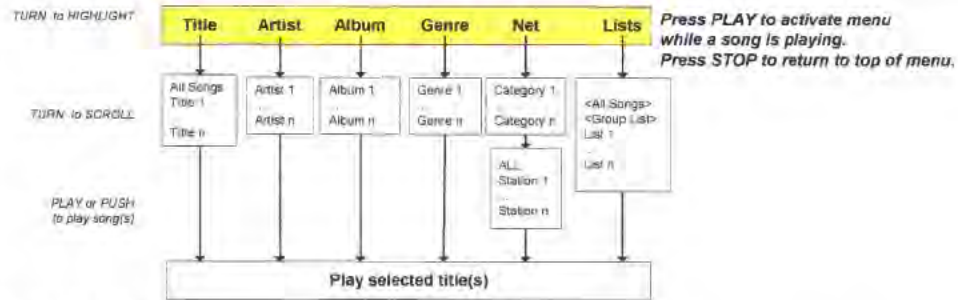 TURN to HIGHLIGHT
Title Artist Album Genre Net Lists
Press PLAY to activate menu
while a song is playing.
Press STOP to return to top of menu.
TURN to SCROLL
All Songs
Title 1
...
Title n
Artist 1
...
Artist n
Album 1
...
Album n
Genre 1
...
Genre n
Category 1
...
Category n
<All Songs>
<Group List>
List 1
...
List n
ALL
Station 1
...
Station n
PLAY or PUSH
to play song(s)
Play selected title(s)